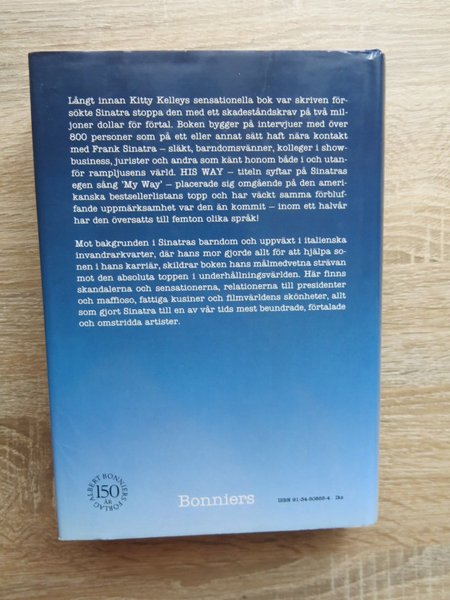 Långt innan Kitty Kelleys sensationella bok var skriven för-
sökte Sinatra stoppa den med ett skadeståndskrav på två mil-
joner dollar för förtal. Boken bygger på intervjuer med över
800 personer som på ett eller annat sätt haft nära kontakt
med Frank Sinatra – släkt, barndomsvänner, kolleger i show-
business, jurister och andra som känt honom både i och utan-
för rampljusens värld. HIS WAY – titeln syftar på Sinatras
egen sång 'My Way' – placerade sig omgående på den ameri-
kanska bestsellerlistans topp och har väckt samma förbluf-
fande uppmärksamhet var den än kommit – inom ett halvår
har den översatts till femton olika språk!
Mot bakgrunden i Sinatras barndom och uppväxt i italienska
invandrarkvarter, där hans mor gjorde allt för att hjälpa so-
nen i hans karriär, skildrar boken hans målmedvetna strävan
mot den absoluta toppen i underhållningsvärlden. Här finns
skandalerna och sensationerna, relationerna till presidenter
och maffioso, fattiga kusiner och filmvärldens skönheter, allt
som gjort Sinatra till en av vår tids mest beundrade, förtalade
och omstridda artister.
ALBERT BONNIERS FÖRLAG
150
ÅR
Bonniers
ISBN 91-34-50888-4 Ika